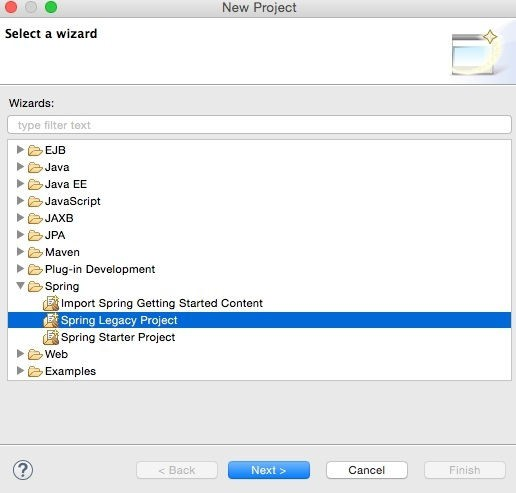 New Project
Select a wizard
Wizards:
type filter text
EJB
Java
Java EE
JavaScript
JAXB
JPA
Maven
Plug-in Development
Spring
Import Spring Getting Started Content
Spring Legacy Project
Spring Starter Project
Web
Examples
? < Back Next > Cancel Finish